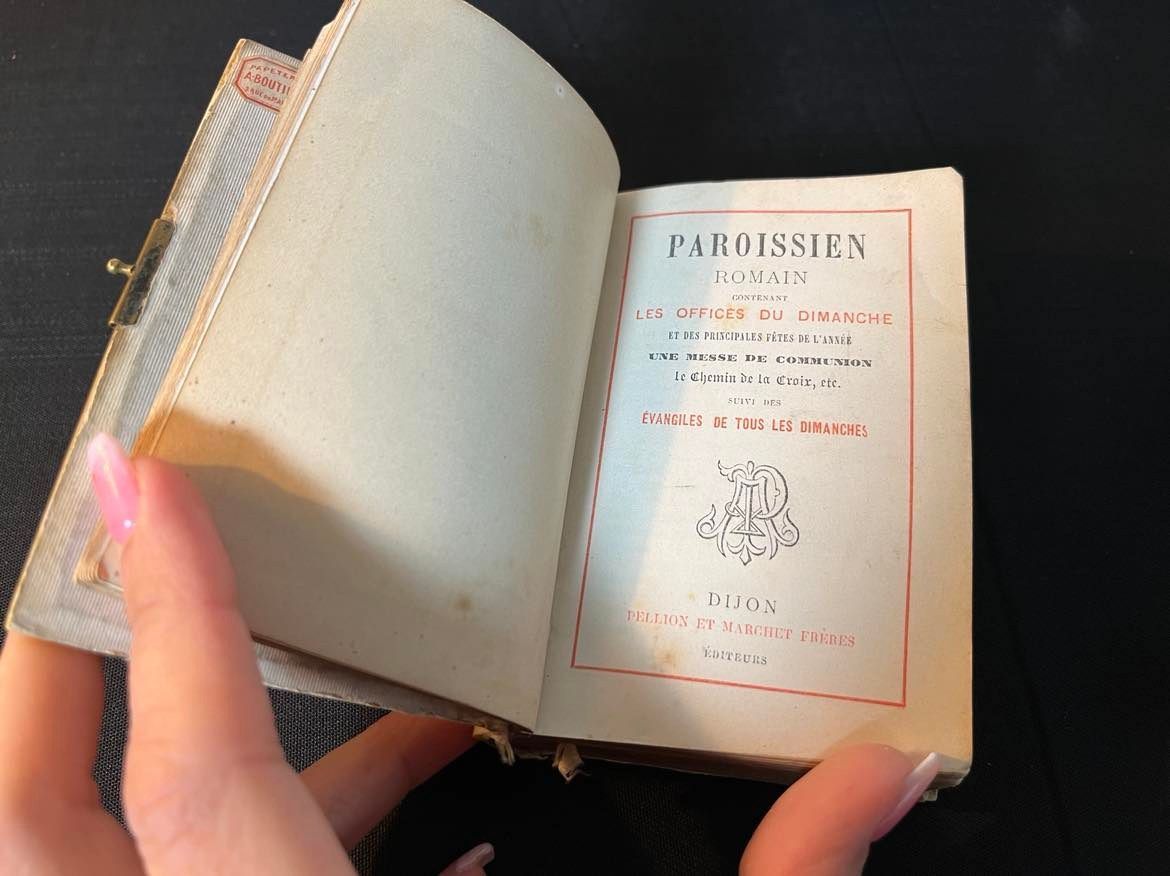 A. BOUTI
PAROISSIEN
ROMAIN
CONTENANT
LES OFFICES DU DIMANCHE
ET DES PRINCIPALES FÊTES DE L'ANNÉE
UNE MESSE DE COMMUNION
le Chemin de la Croix, etc.
SUIVI DES
ÉVANGILES DE TOUS LES DIMANCHES
DIJON
PELLION ET MARCHET FRÈRES
ÉDITEURS